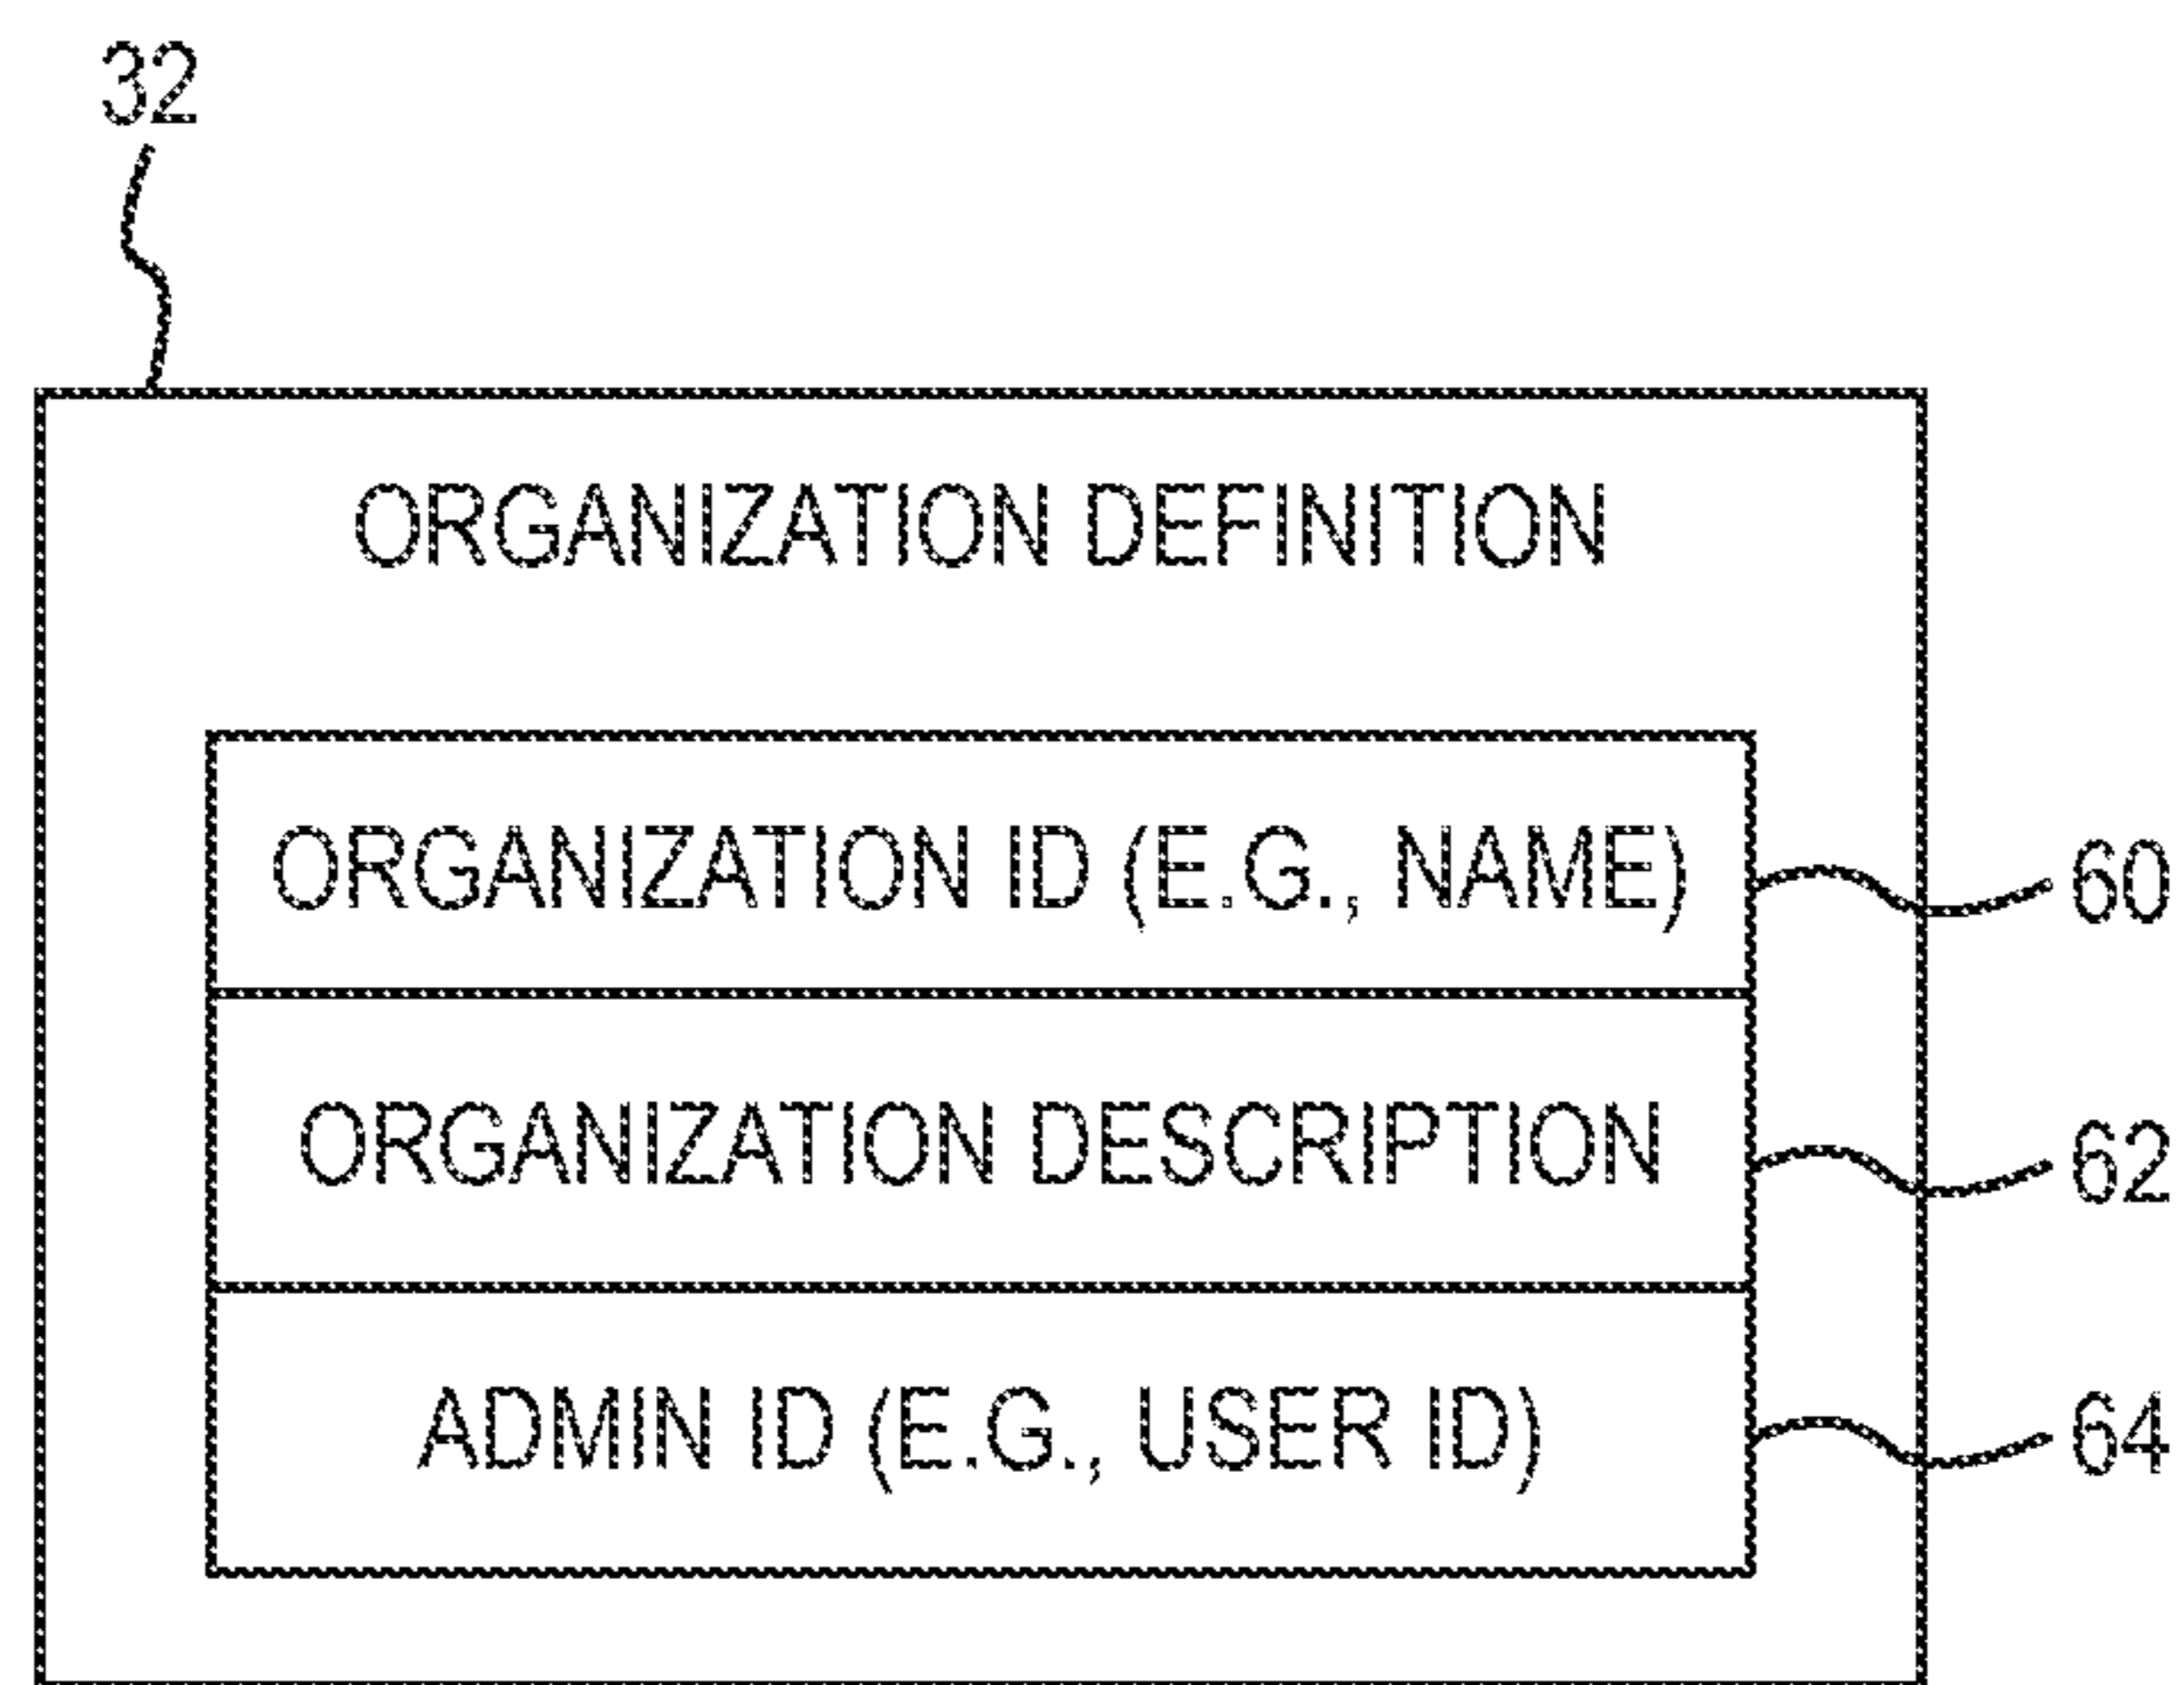 32
ORGANIZATION DEFINITION
ORGANIZATION ID (E.G., NAME)
60
ORGANIZATION DESCRIPTION
62
ADMIN ID (E.G., USER ID)
64